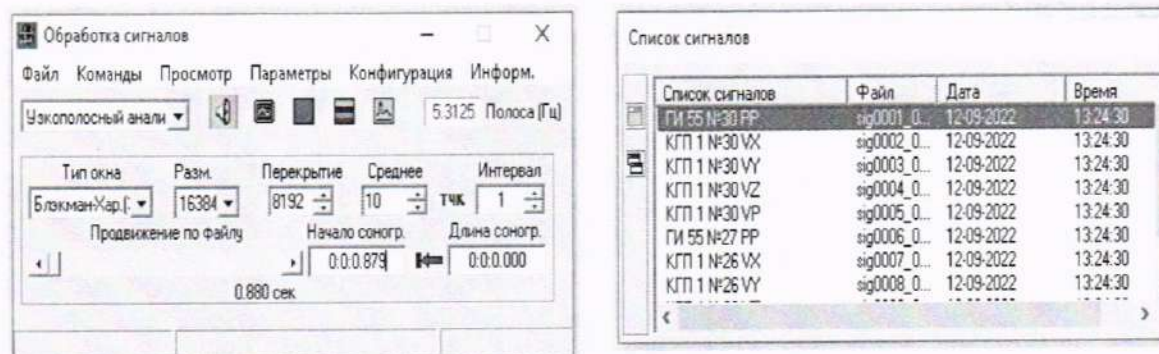 Обработка сигналов
Файл Команды Просмотр Параметры Конфигурация Информ.
Узкополосный анали 5.3125 Полоса (Гц)
Тип окна Разм. Перекрытие Среднее Интервал
Блэкман-Хар. 16384 8192 10 тчк 1
Продвижение по файлу Начало соногр. Длина соногр.
0:0:0.879 0:0:0.000
0.880 сек
Список сигналов
Список сигналов Файл Дата Время
ГИ 55 №30 РР sig0001_0... 12-09-2022 13:24:30
КГП 1 №30 VX sig0002_0... 12-09-2022 13:24:30
КГП 1 №30 VY sig0003_0... 12-09-2022 13:24:30
КГП 1 №30 VZ sig0004_0... 12-09-2022 13:24:30
КГП 1 №30 VP sig0005_0... 12-09-2022 13:24:30
ГИ 55 №27 РР sig0006_0... 12-09-2022 13:24:30
КГП 1 №26 VX sig0007_0... 12-09-2022 13:24:30
КГП 1 №26 VY sig0008_0... 12-09-2022 13:24:30